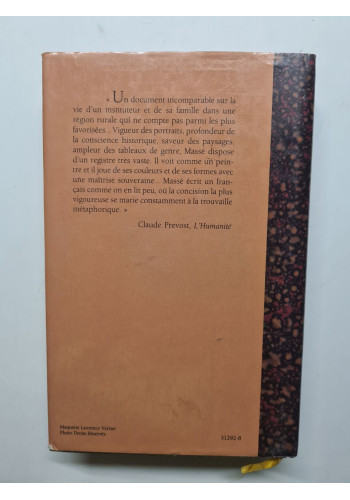 « Un document incomparable sur la
vie d'un instituteur et de sa famille dans une
région rurale qui ne compte pas parmi les plus
favorisées... Vigueur des portraits, profondeur de
la conscience historique, saveur des paysages,
ampleur des tableaux de genre, Massé dispose
d'un registre très vaste. Il voit comme un pein-
tre et il joue de ses couleurs et de ses formes avec
une maîtrise souveraine... Massé écrit un fran-
çais comme on en lit peu, où la concision la plus
vigoureuse se marie constamment à la trouvaille
métaphorique. »
Claude Prevost, L'Humanité
Maquette Laurence
Photo Denise
31292-8